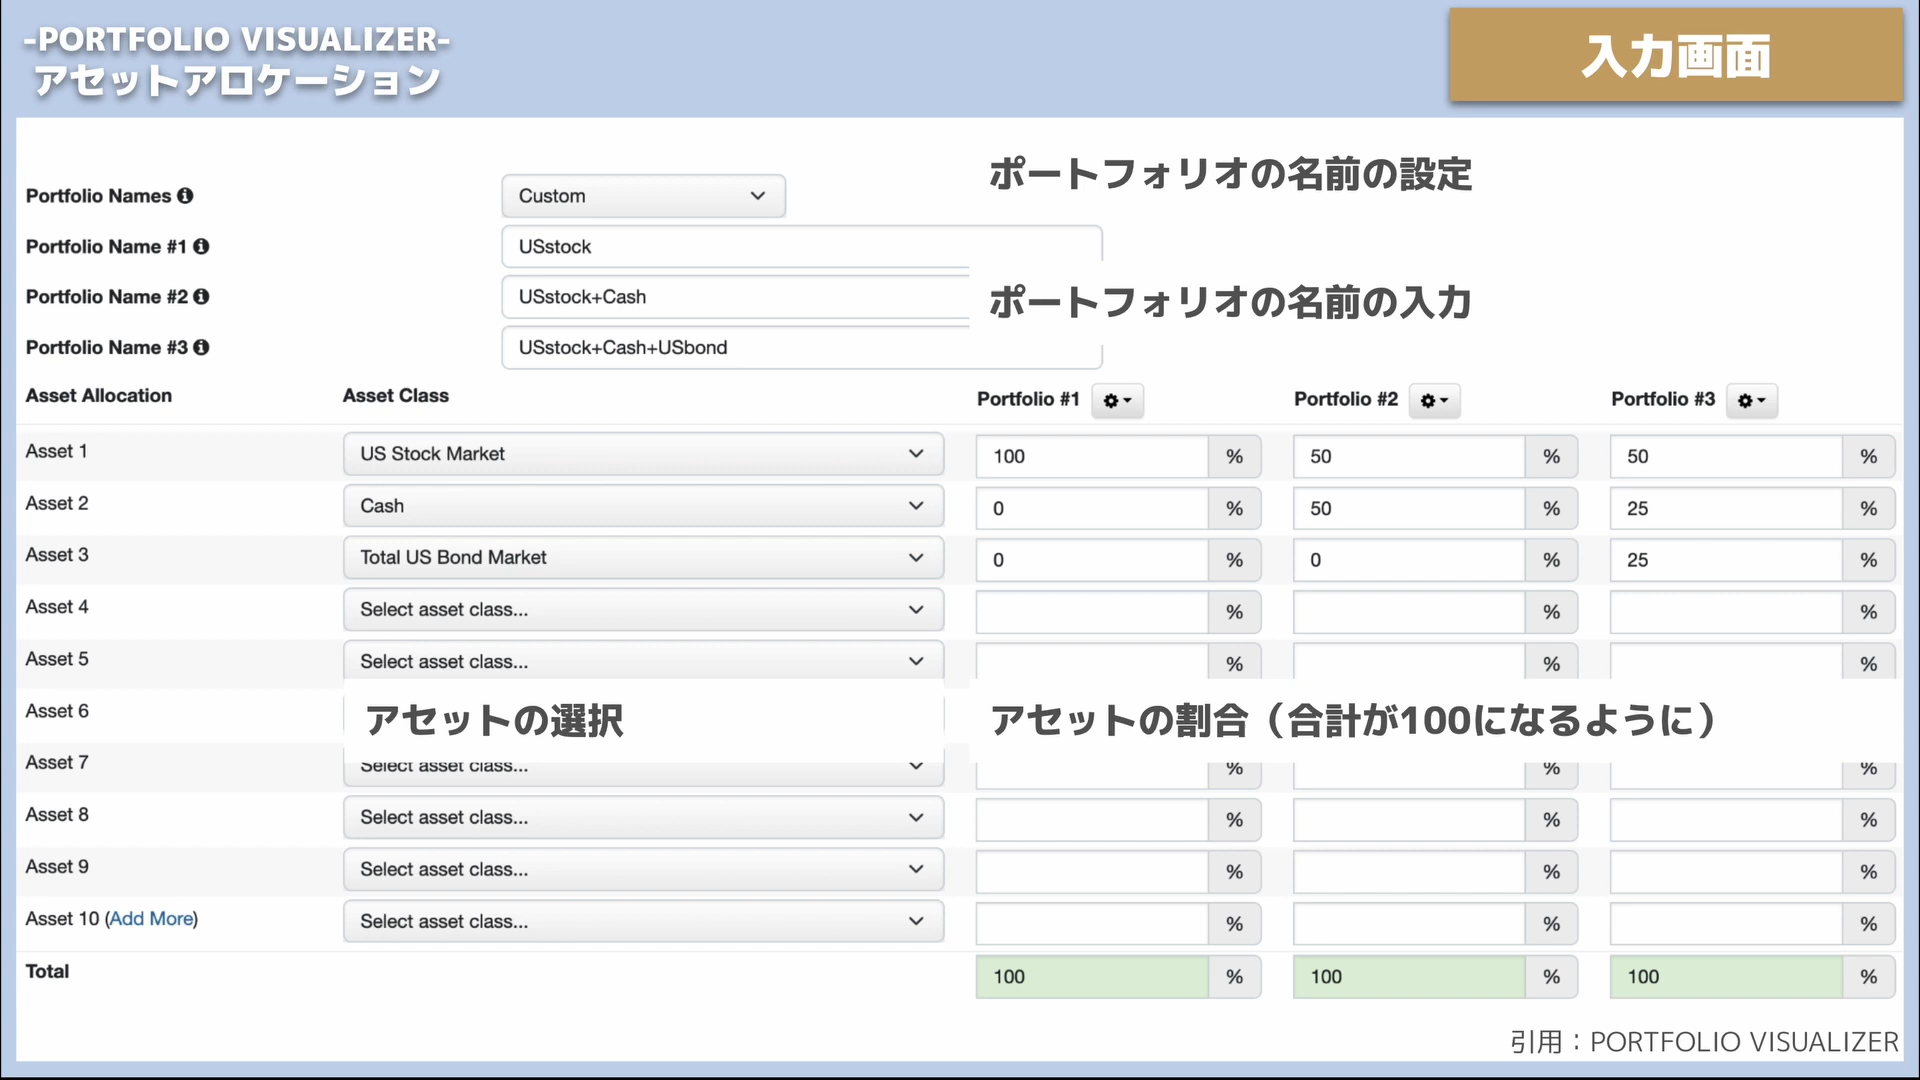 -PORTFOLIO VISUALIZER-
アセットアロケーション
入力画面
ポートフォリオの名前の設定
Portfolio Names
Custom
Portfolio Name #1
USstock
Portfolio Name #2
USstock+Cash
ポートフォリオの名前の入力
Portfolio Name #3
USstock+Cash+USbond
Asset Allocation Asset Class Portfolio #1 Portfolio #2 Portfolio #3
Asset 1 US Stock Market 100 % 50 % 50 %
Asset 2 Cash 0 % 50 % 25 %
Asset 3 Total US Bond Market 0 % 0 % 25 %
Asset 4 Select asset class... % % %
Asset 5 Select asset class... % % %
Asset 6 アセットの選択 アセットの割合（合計が100になるように）
Asset 7 Select asset class... % % %
Asset 8 Select asset class... % % %
Asset 9 Select asset class... % % %
Asset 10 (Add More) Select asset class... % % %
Total 100 % 100 % 100 %
引用：PORTFOLIO VISUALIZER